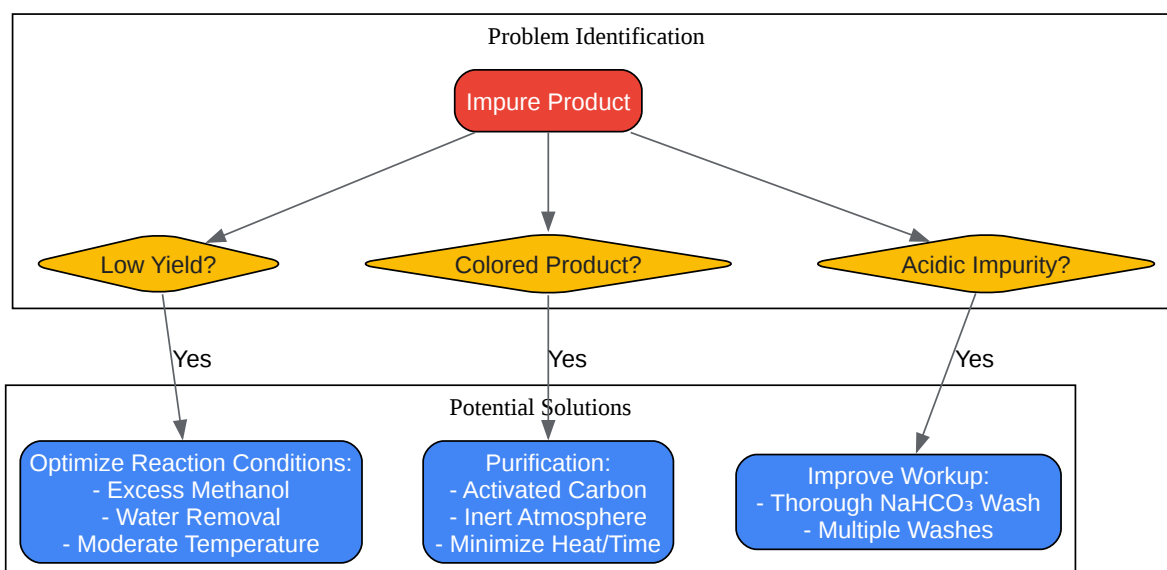 Problem Identification
Impure Product
Low Yield?
Colored Product?
Acidic Impurity?
Yes
Yes
Yes
Potential Solutions
Optimize Reaction Conditions:
- Excess Methanol
- Water Removal
- Moderate Temperature
Purification:
- Activated Carbon
- Inert Atmosphere
- Minimize Heat/Time
Improve Workup:
- Thorough NaHCO₃ Wash
- Multiple Washes